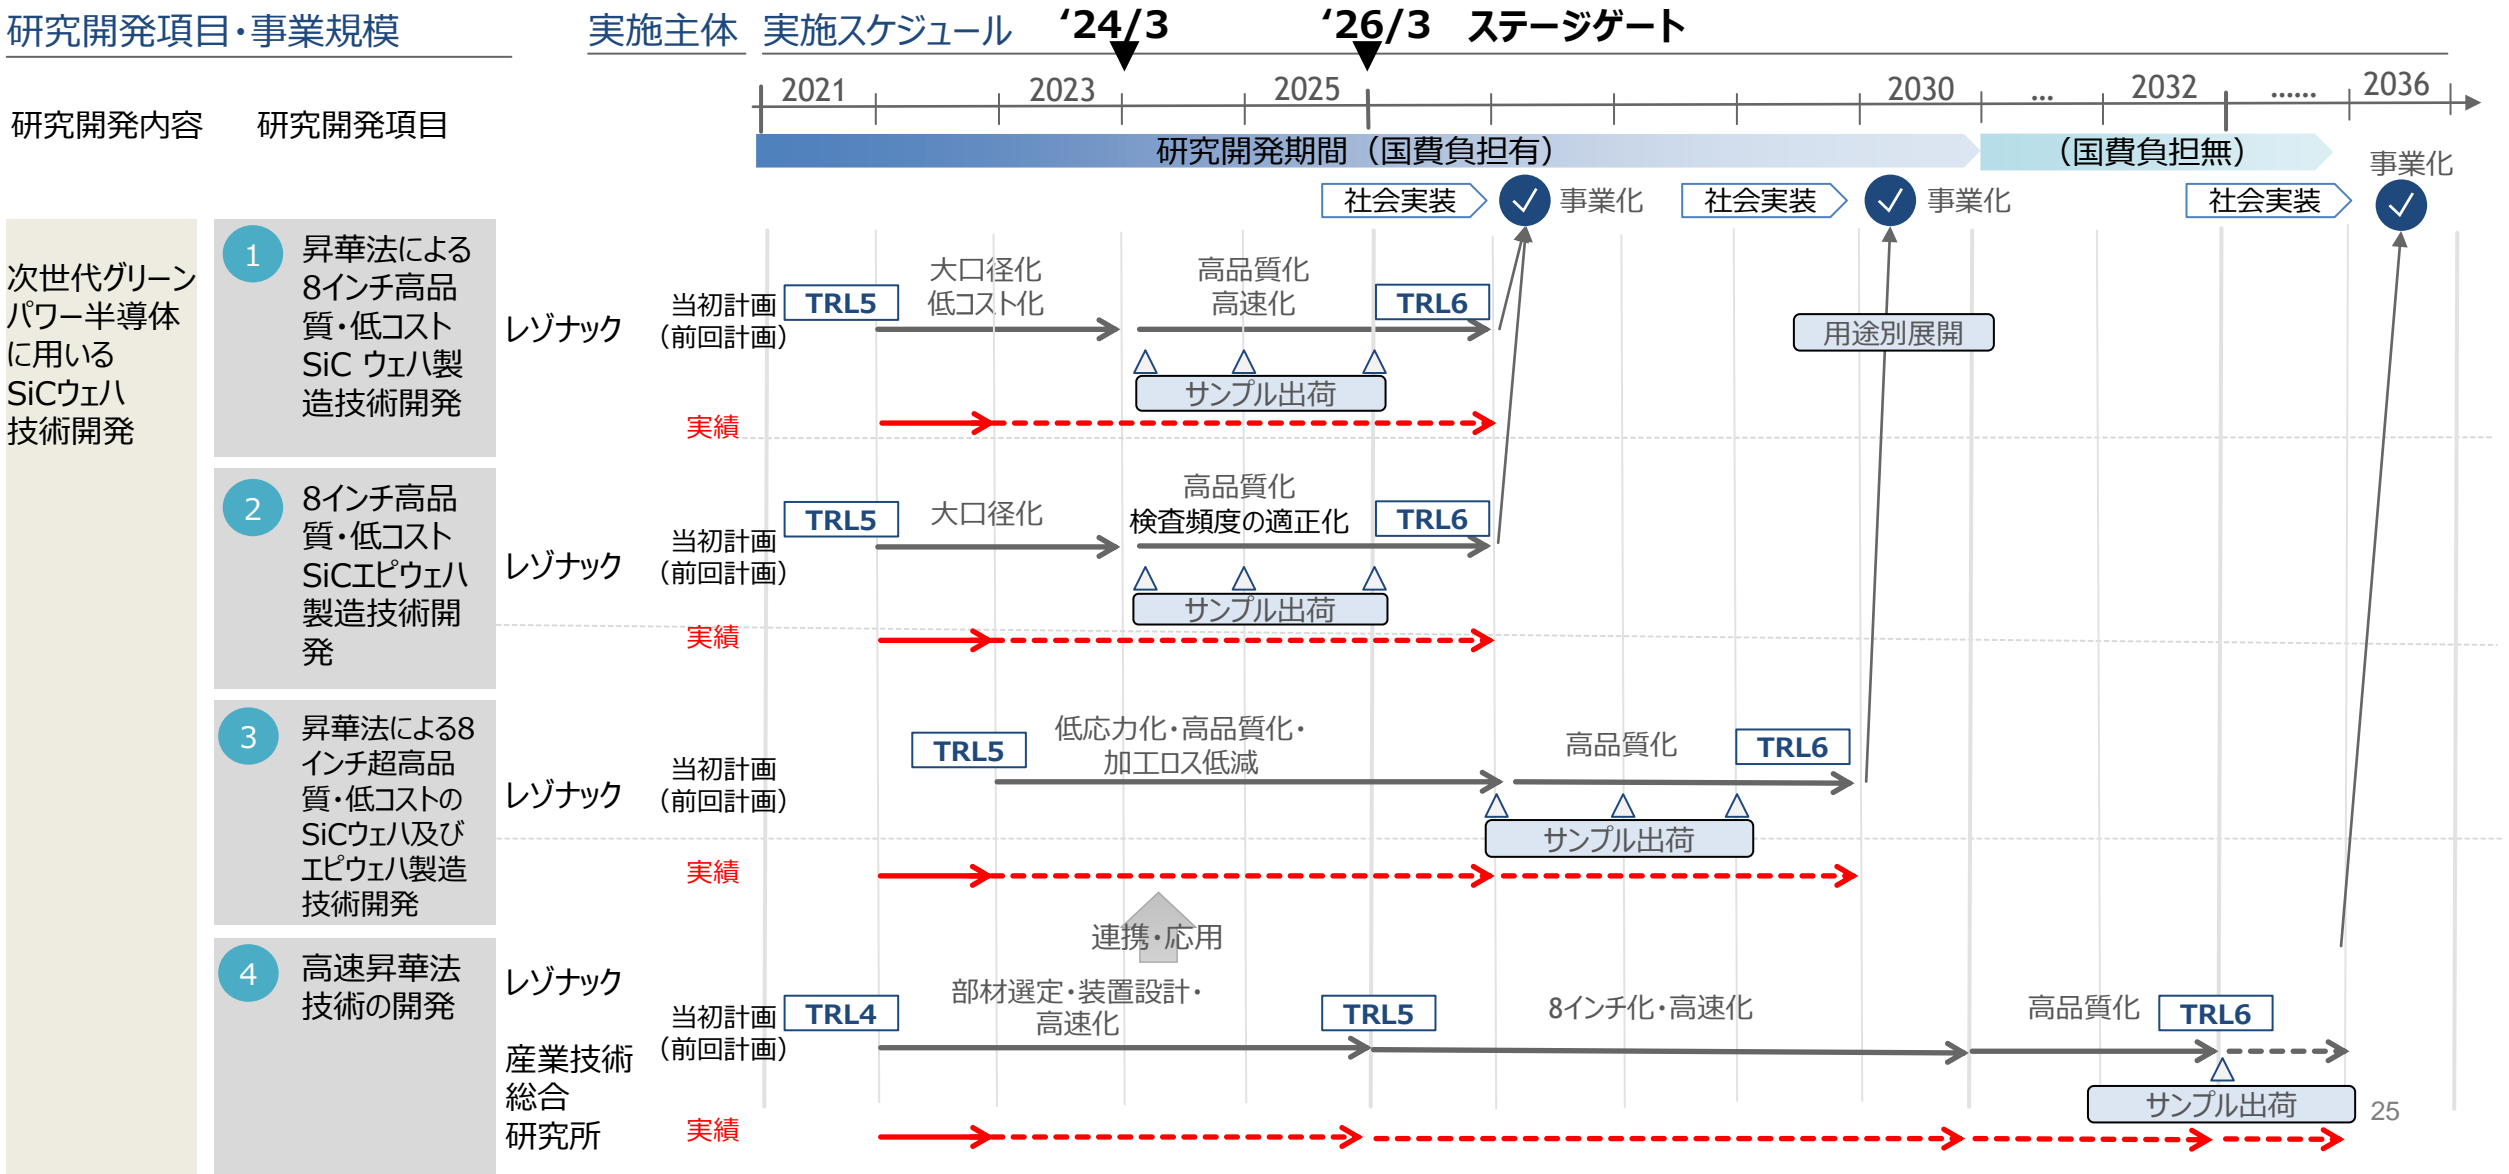 研究開発項目・事業規模
実施主体
実施スケジュール
‘24/3
‘26/3 ステージゲート
研究開発内容
研究開発項目
2021
2023
2025
2030
...
2032
......
2036
研究開発期間（国費負担有）
（国費負担無）
社会実装
事業化
社会実装
事業化
社会実装
事業化
次世代グリーン
パワー半導体
に用いる
SiCウェハ
技術開発
1
昇華法による
8インチ高品
質・低コスト
SiC ウェハ製
造技術開発
レゾナック
当初計画
（前回計画）
TRL5
大口径化
低コスト化
高品質化
高速化
TRL6
サンプル出荷
用途別展開
実績
2
8インチ高品
質・低コスト
SiCエピウェハ
製造技術開
発
レゾナック
当初計画
（前回計画）
TRL5
大口径化
高品質化
検査頻度の適正化
TRL6
サンプル出荷
実績
3
昇華法による8
インチ超高品
質・低コストの
SiCウェハ及び
エピウェハ製造
技術開発
レゾナック
当初計画
（前回計画）
TRL5
低応力化・高品質化・
加工ロス低減
高品質化
TRL6
サンプル出荷
実績
連携・応用
4
高速昇華法
技術の開発
レゾナック
産業技術
総合
研究所
当初計画
（前回計画）
TRL4
部材選定・装置設計・
高速化
TRL5
8インチ化・高速化
高品質化
TRL6
サンプル出荷
実績
25